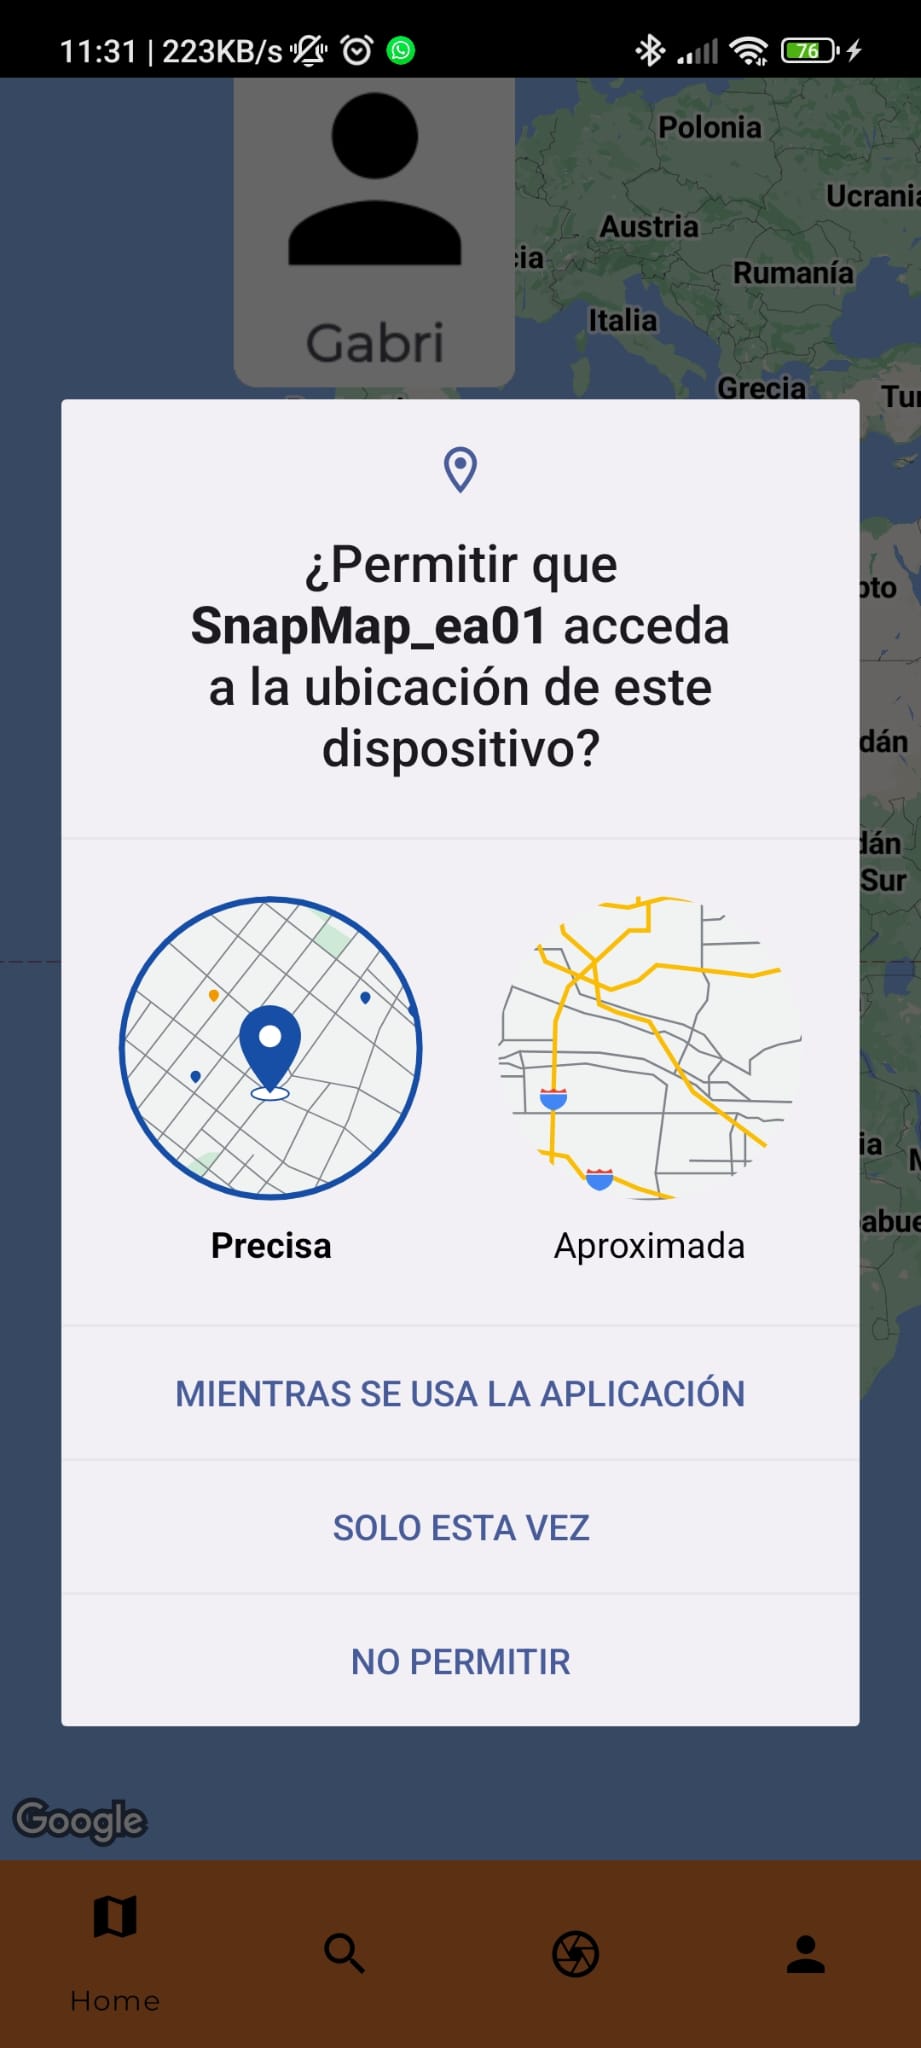 11:31 | 223KB/s
76
Polonia
Ucrania
Austria
cia
Rumanía
Italia
Gabri
Grecia
Tur
¿Permitir que
SnapMap_ea01 acceda
a la ubicación de este
dispositivo?
pto
dán
dán
Sur
Precisa
Aproximada
ia
M
abue
MIENTRAS SE USA LA APLICACIÓN
SOLO ESTA VEZ
NO PERMITIR
Google
Home